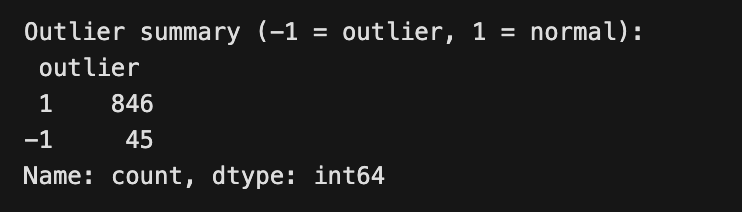 Outlier summary (-1 = outlier, 1 = normal):
 outlier
 1    846
-1     45
Name: count, dtype: int64